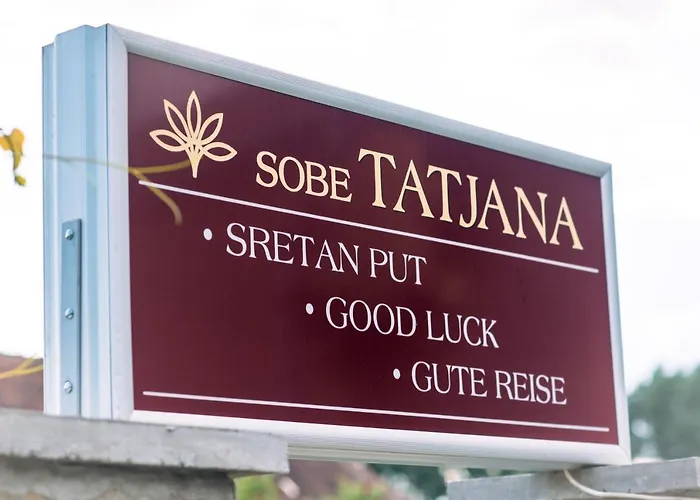 SOBE TATJANA
• SRETAN PUT
• GOOD LUCK
• GUTE REISE